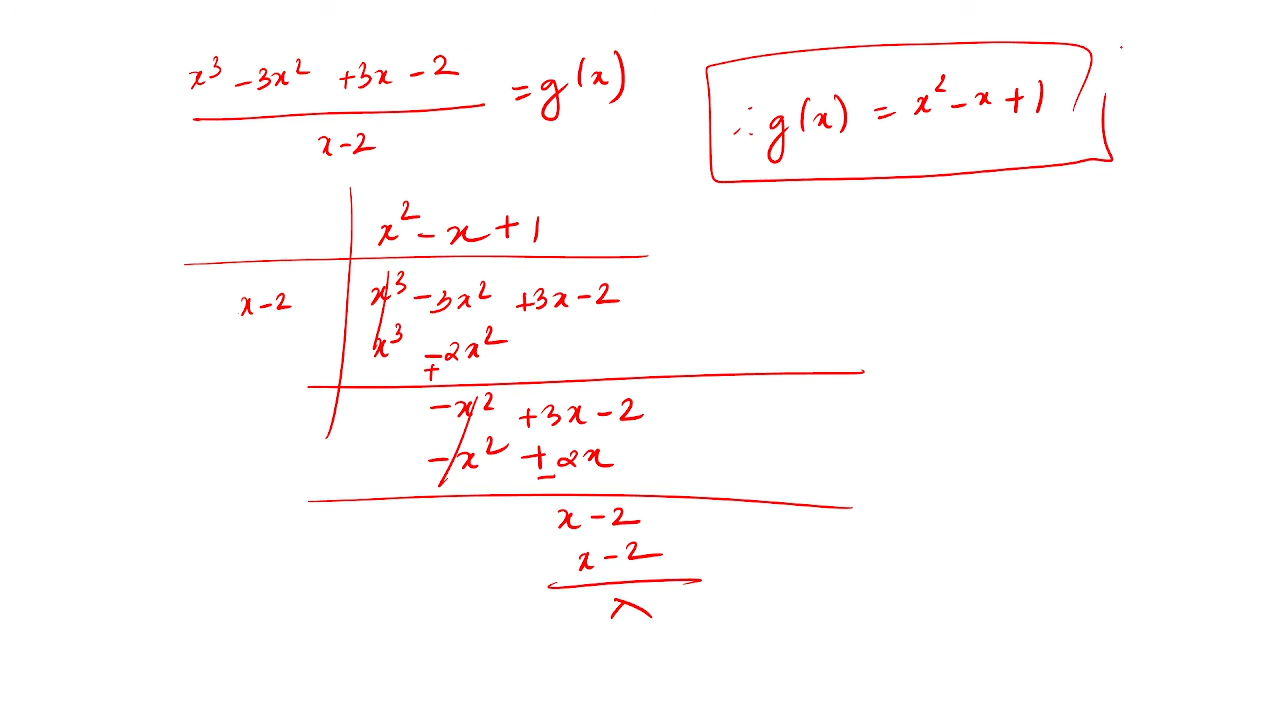 x³ - 3x² + 3x - 2
x - 2
= g(x)
∴ g(x) = x² - x + 1
x² - x + 1
x - 2
x³ - 3x² + 3x - 2
x³ - 2x²
+
- x² + 3x - 2
- x² + 2x
-
x - 2
x - 2